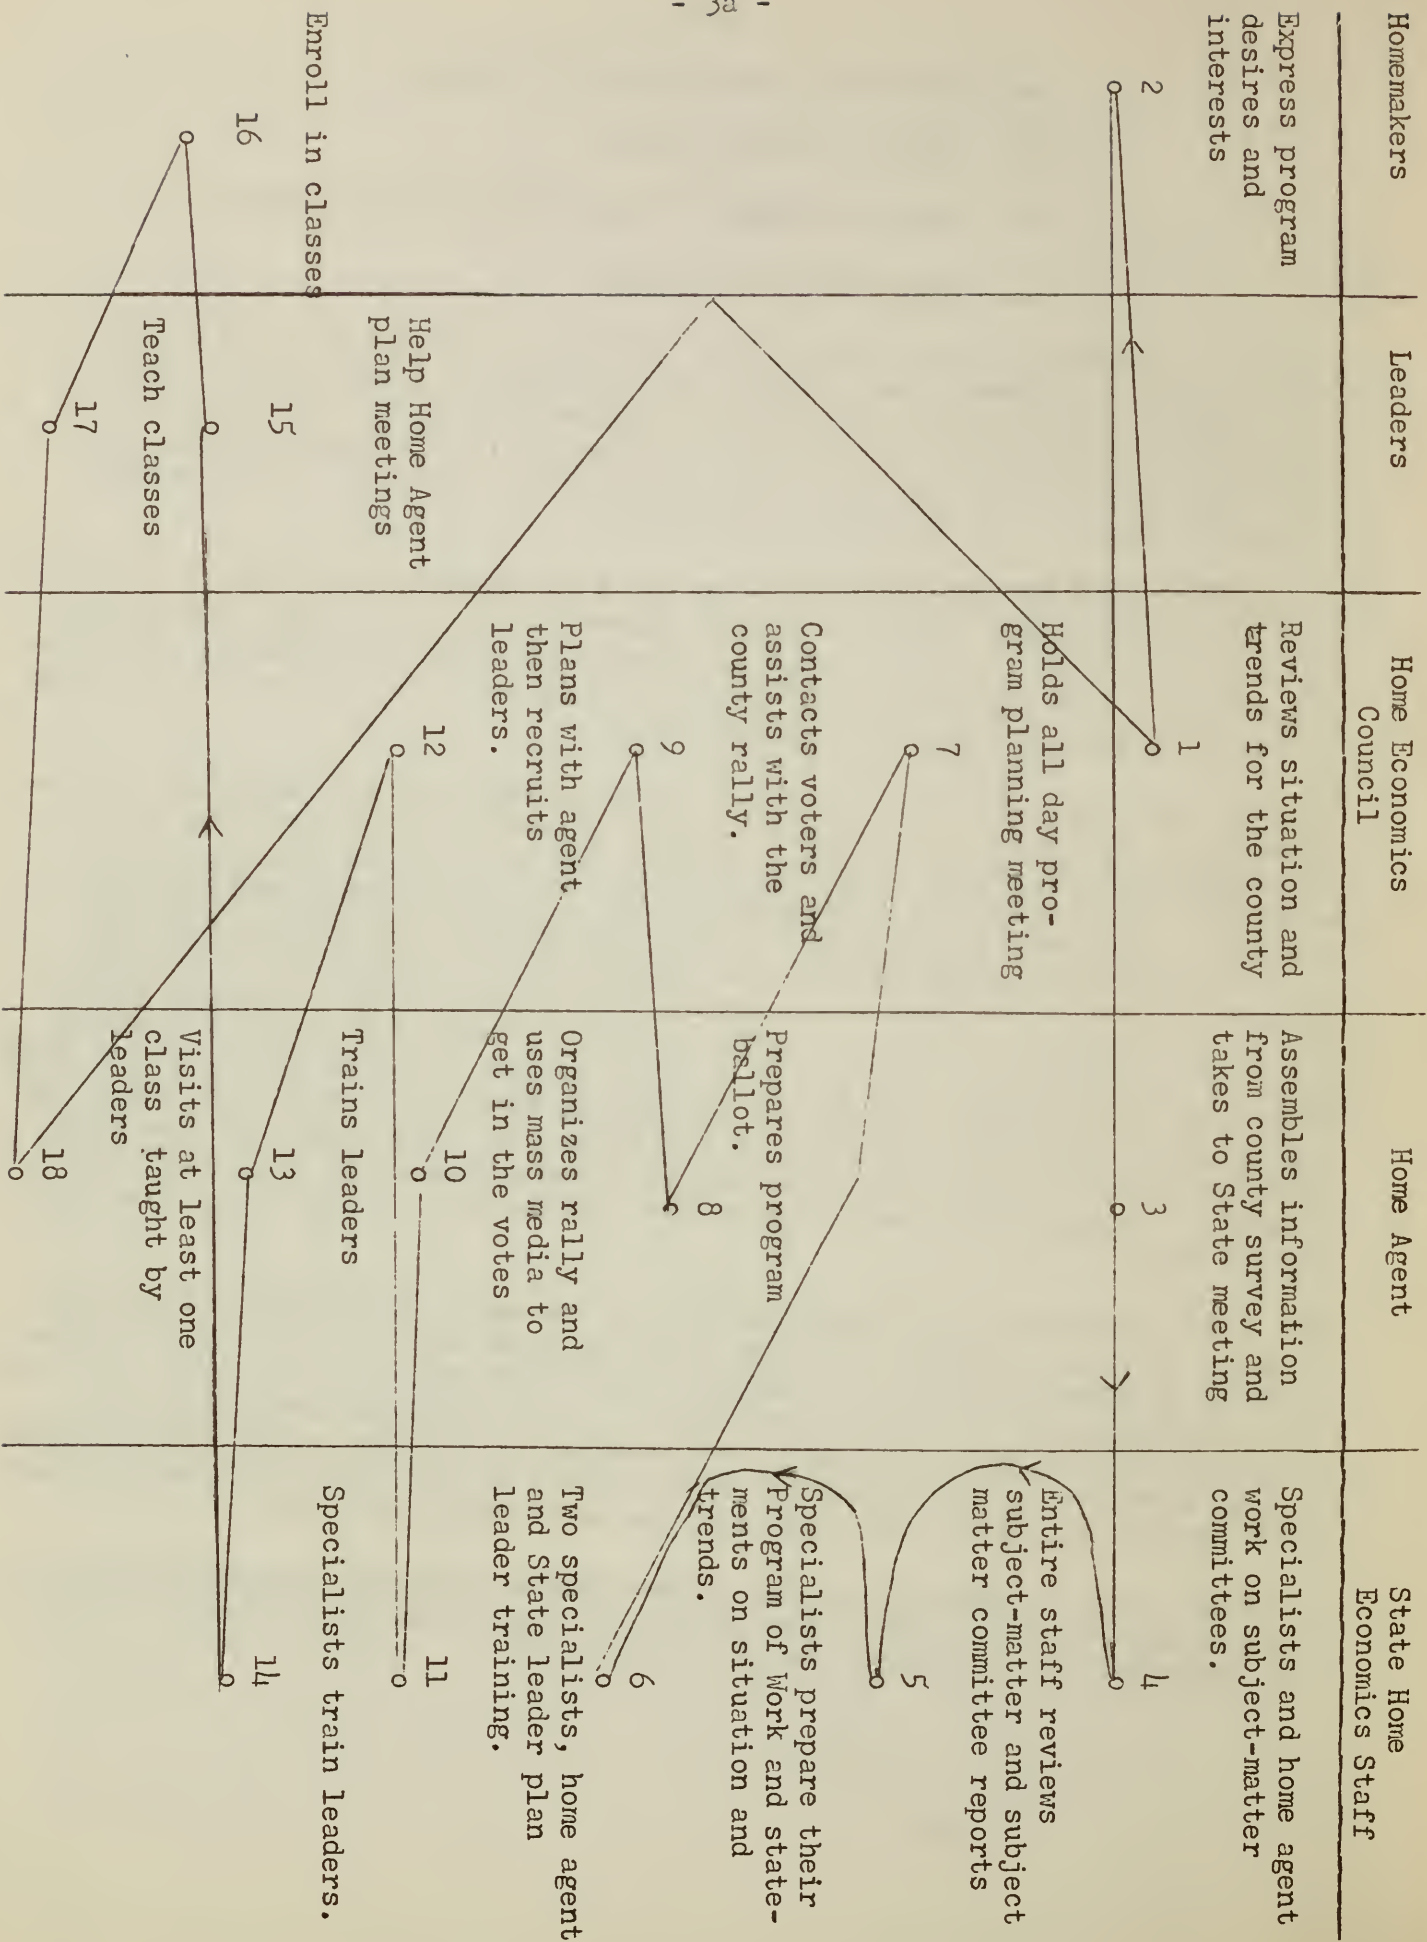 - 3a -
Homemakers
Leaders
Home Economics
Council
Home Agent
State Home
Economics Staff
Express program
desires and
interests
2
Enroll in classes
16
Help Home Agent
plan meetings
15
Teach classes
17
Reviews situation and
trends for the county
1
Holds all day pro-
gram planning meeting
7
Contacts voters and
assists with the
county rally.
9
Plans with agent
then recruits
leaders.
12
Assembles information
from county survey and
takes to State meeting
3
Prepares program
ballot.
8
Organizes rally and
uses mass media to
get in the votes
10
Trains leaders
13
Visits at least one
class taught by
leaders
18
Specialists and home agent
work on subject-matter
committees.
4
Entire staff reviews
subject-matter and subject
matter committee reports
5
Specialists prepare their
Program of Work and state-
ments on situation and
trends.
6
Two specialists, home agent
and State leader plan
leader training.
11
Specialists train leaders.
14